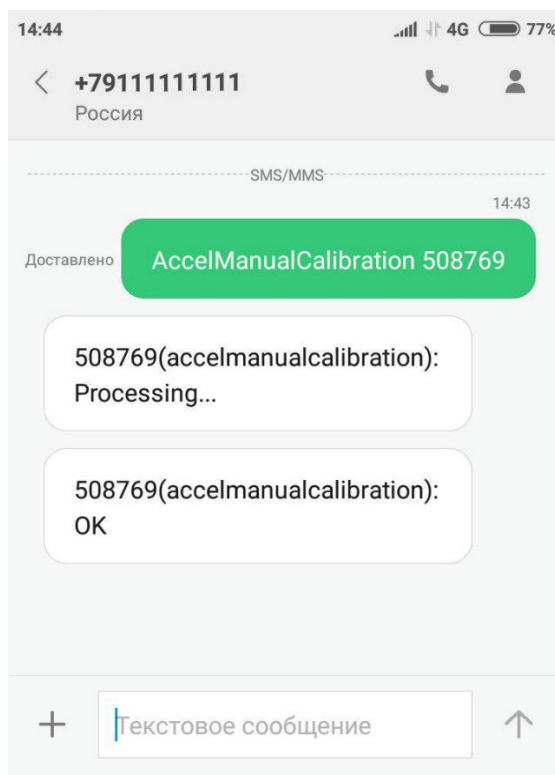 14:44 4G 77%
+79111111111
Россия
SMS/MMS
14:43
Доставлено AccelManualCalibration 508769
508769(accelmanualcalibration):
Processing...
508769(accelmanualcalibration):
OK
Текстовое сообщение